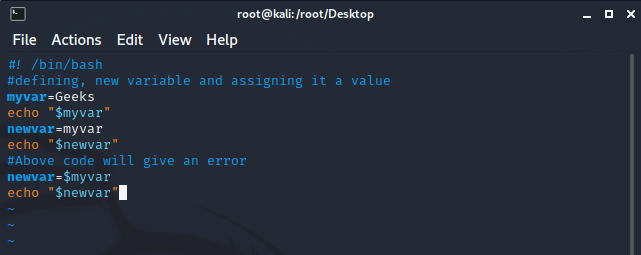 root@kali:/root/Desktop
File Actions Edit View Help
#! /bin/bash
#defining, new variable and assigning it a value
myvar=Geeks
echo "$myvar"
newvar=myvar
echo "$newvar"
#Above code will give an error
newvar=$myvar
echo "$newvar"
~
~
~